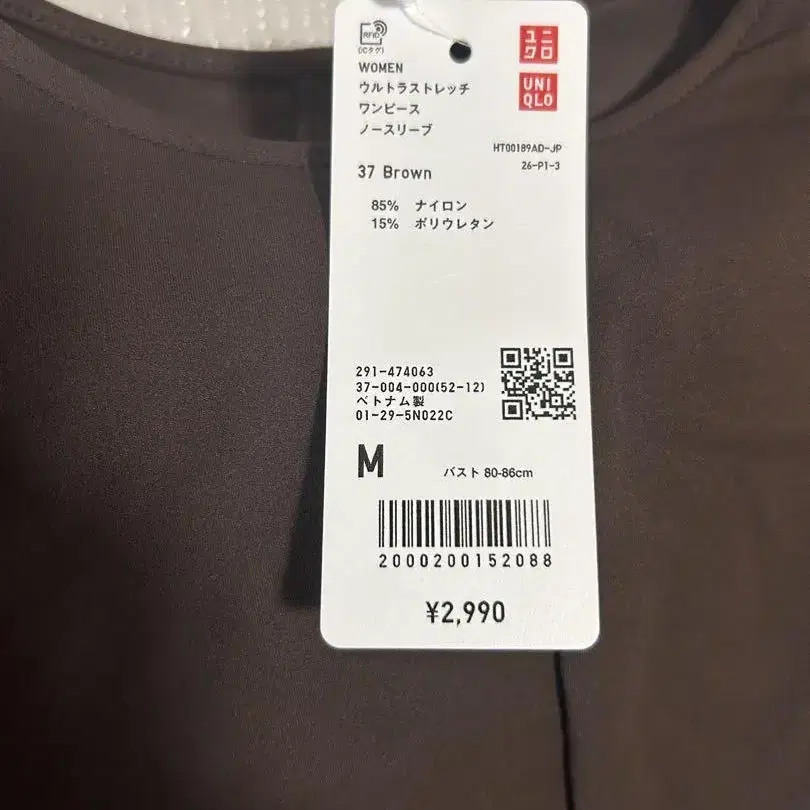 RFID
(ICタグ)
ユニ
クロ
UNI
QLO
WOMEN
ウルトラストレッチ
ワンピース
ノースリーブ
HT00189AD-JP
26-P1-3
37 Brown
85% ナイロン
15% ポリウレタン
291-474063
37-004-000(52-12)
ベトナム製
01-29-5N022C
M バスト 80-86cm
2000200152088
¥2,990